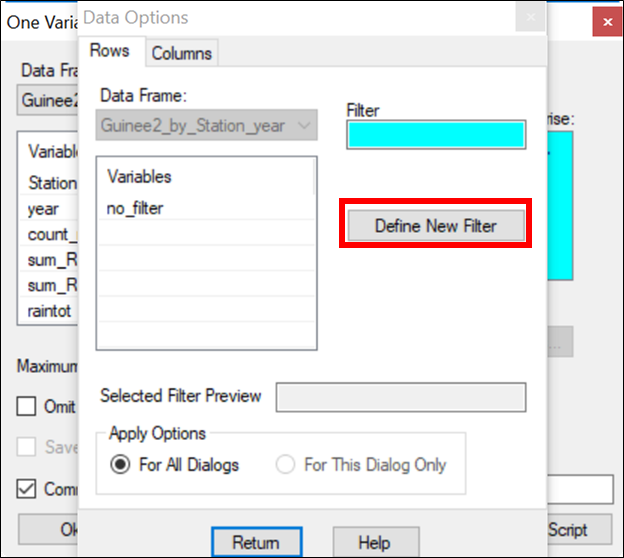 One Varia
Data Options
Rows
Columns
Data Fra
Data Frame:
Filter
Guinee2
Guinee2_by_Station_year
rise:
Variable
Variables
Station
no_filter
year
count_
Define New Filter
sum_R
sum_R
raintot
...
Maximum
Selected Filter Preview
Omit
Apply Options
Save
For All Dialogs
For This Dialog Only
Comm
Ok
Return
Help
Script